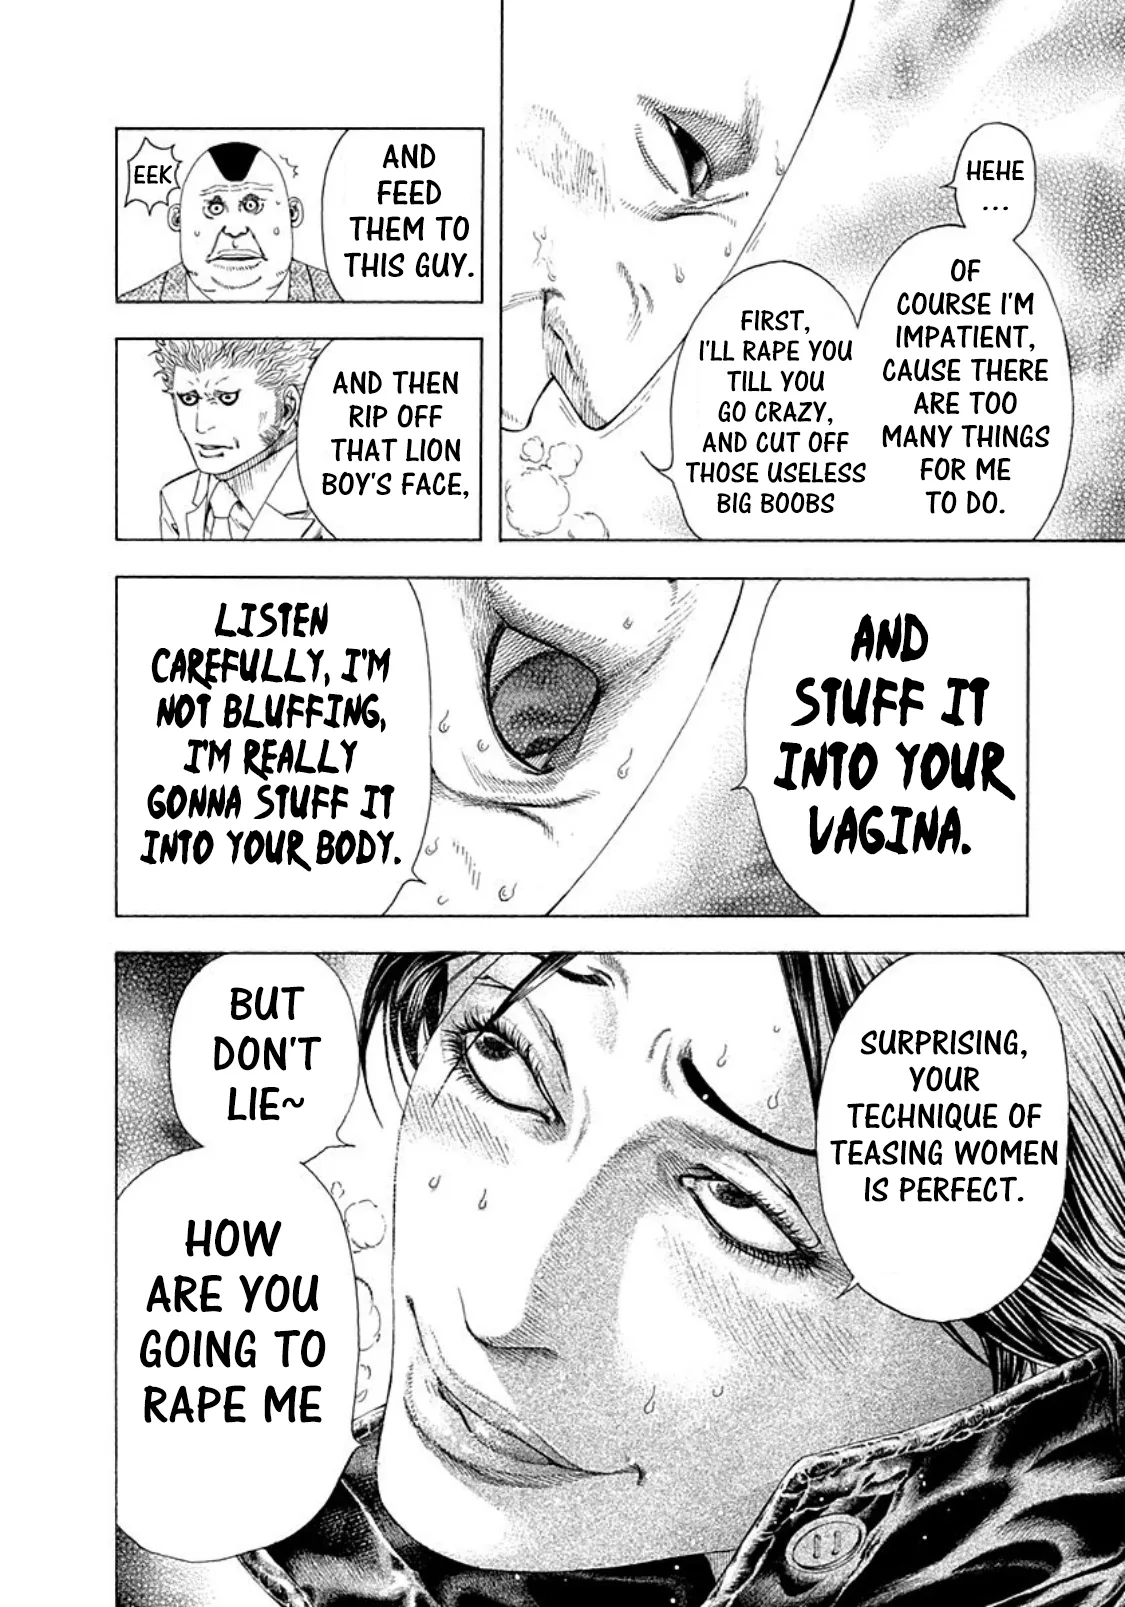 HEHE
...
OF
COURSE I'M
IMPATIENT,
CAUSE THERE
ARE TOO
MANY THINGS
FOR ME
TO DO.
FIRST,
I'LL RAPE YOU
TILL YOU
GO CRAZY,
AND CUT OFF
THOSE USELESS
BIG BOOBS
AND
FEED
THEM TO
THIS GUY.
EEK
AND THEN
RIP OFF
THAT LION
BOY'S FACE,
AND
STUFF IT
INTO YOUR
VAGINA.
LISTEN
CAREFULLY, I'M
NOT BLUFFING,
I'M REALLY
GONNA STUFF IT
INTO YOUR BODY.
SURPRISING,
YOUR
TECHNIQUE OF
TEASING WOMEN
IS PERFECT.
BUT
DON'T
LIE~
HOW
ARE YOU
GOING TO
RAPE ME